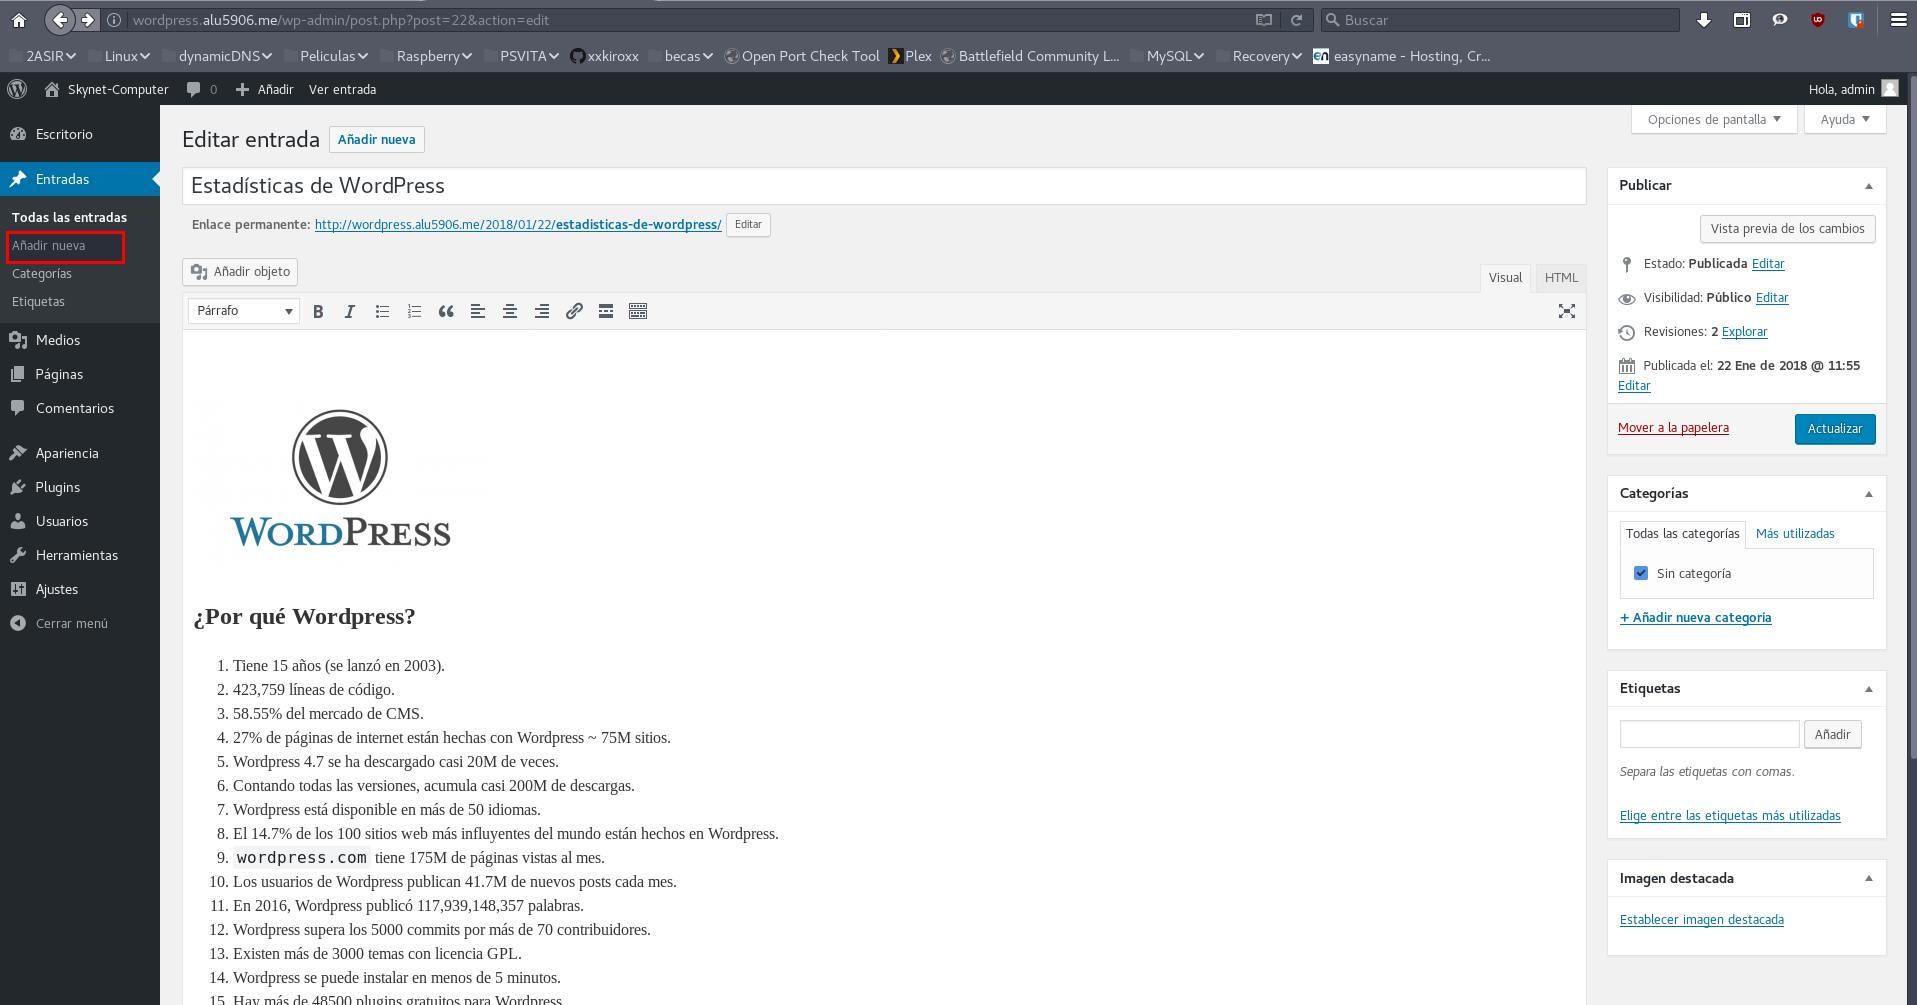 wordpress.alu5906.me/wp-admin/post.php?post=22&action=edit
Buscar
2ASIR Linux dynamicDNS Peliculas Raspberry PSVITA xxkiroxx becas Open Port Check Tool Plex Battlefield Community L... MySQL Recovery easyname - Hosting, Cr...
Skynet-Computer 0 Añadir Ver entrada Hola, admin
Escritorio
Entradas
Todas las entradas
Añadir nueva
Categorías
Etiquetas
Medios
Páginas
Comentarios
Apariencia
Plugins
Usuarios
Herramientas
Ajustes
Cerrar menú
Opciones de pantalla Ayuda
Editar entrada Añadir nueva
Estadísticas de WordPress
Enlace permanente: http://wordpress.alu5906.me/2018/01/22/estadisticas-de-wordpress/ Editar
Añadir objeto
Visual HTML
Párrafo
WORDPRESS
¿Por qué Wordpress?
1. Tiene 15 años (se lanzó en 2003).
2. 423,759 líneas de código.
3. 58.55% del mercado de CMS.
4. 27% de páginas de internet están hechas con Wordpress ~ 75M sitios.
5. Wordpress 4.7 se ha descargado casi 20M de veces.
6. Contando todas las versiones, acumula casi 200M de descargas.
7. Wordpress está disponible en más de 50 idiomas.
8. El 14.7% de los 100 sitios web más influyentes del mundo están hechos en Wordpress.
9. wordpress.com tiene 175M de páginas vistas al mes.
10. Los usuarios de Wordpress publican 41.7M de nuevos posts cada mes.
11. En 2016, Wordpress publicó 117,939,148,357 palabras.
12. Wordpress supera los 5000 commits por más de 70 contribuidores.
13. Existen más de 3000 temas con licencia GPL.
14. Wordpress se puede instalar en menos de 5 minutos.
15. Hay más de 48500 plugins gratuitos para Wordpress
Publicar
Vista previa de los cambios
Estado: Publicada Editar
Visibilidad: Público Editar
Revisiones: 2 Explorar
Publicada el: 22 Ene de 2018 @ 11:55
Editar
Mover a la papelera Actualizar
Categorías
Todas las categorías Más utilizadas
Sin categoría
+ Añadir nueva categoría
Etiquetas
Añadir
Separa las etiquetas con comas.
Elige entre las etiquetas más utilizadas
Imagen destacada
Establecer imagen destacada